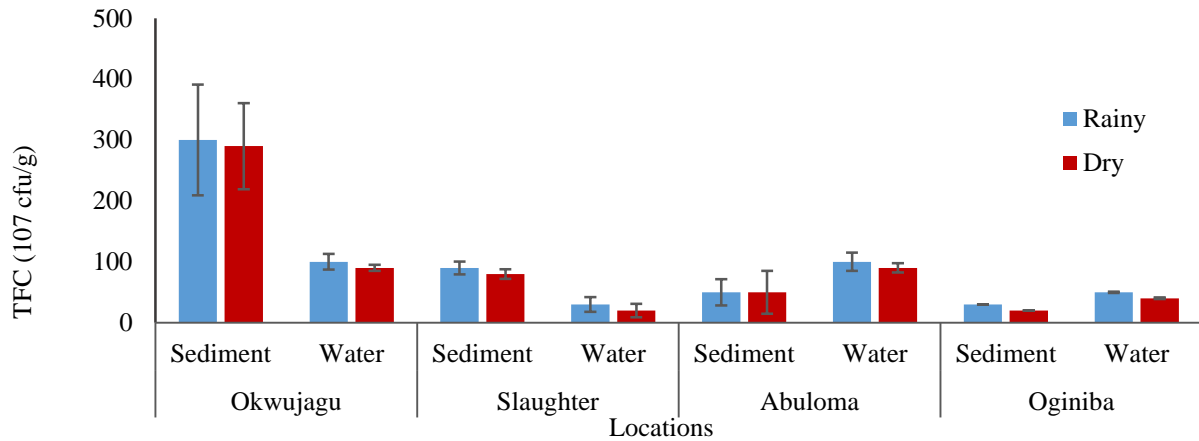 500
400
300
200
100
0
TFC (107 cfu/g)
Rainy
Dry
Sediment Water Sediment Water Sediment Water Sediment Water
Okwujagu Slaughter Abuloma Oginiba
Locations